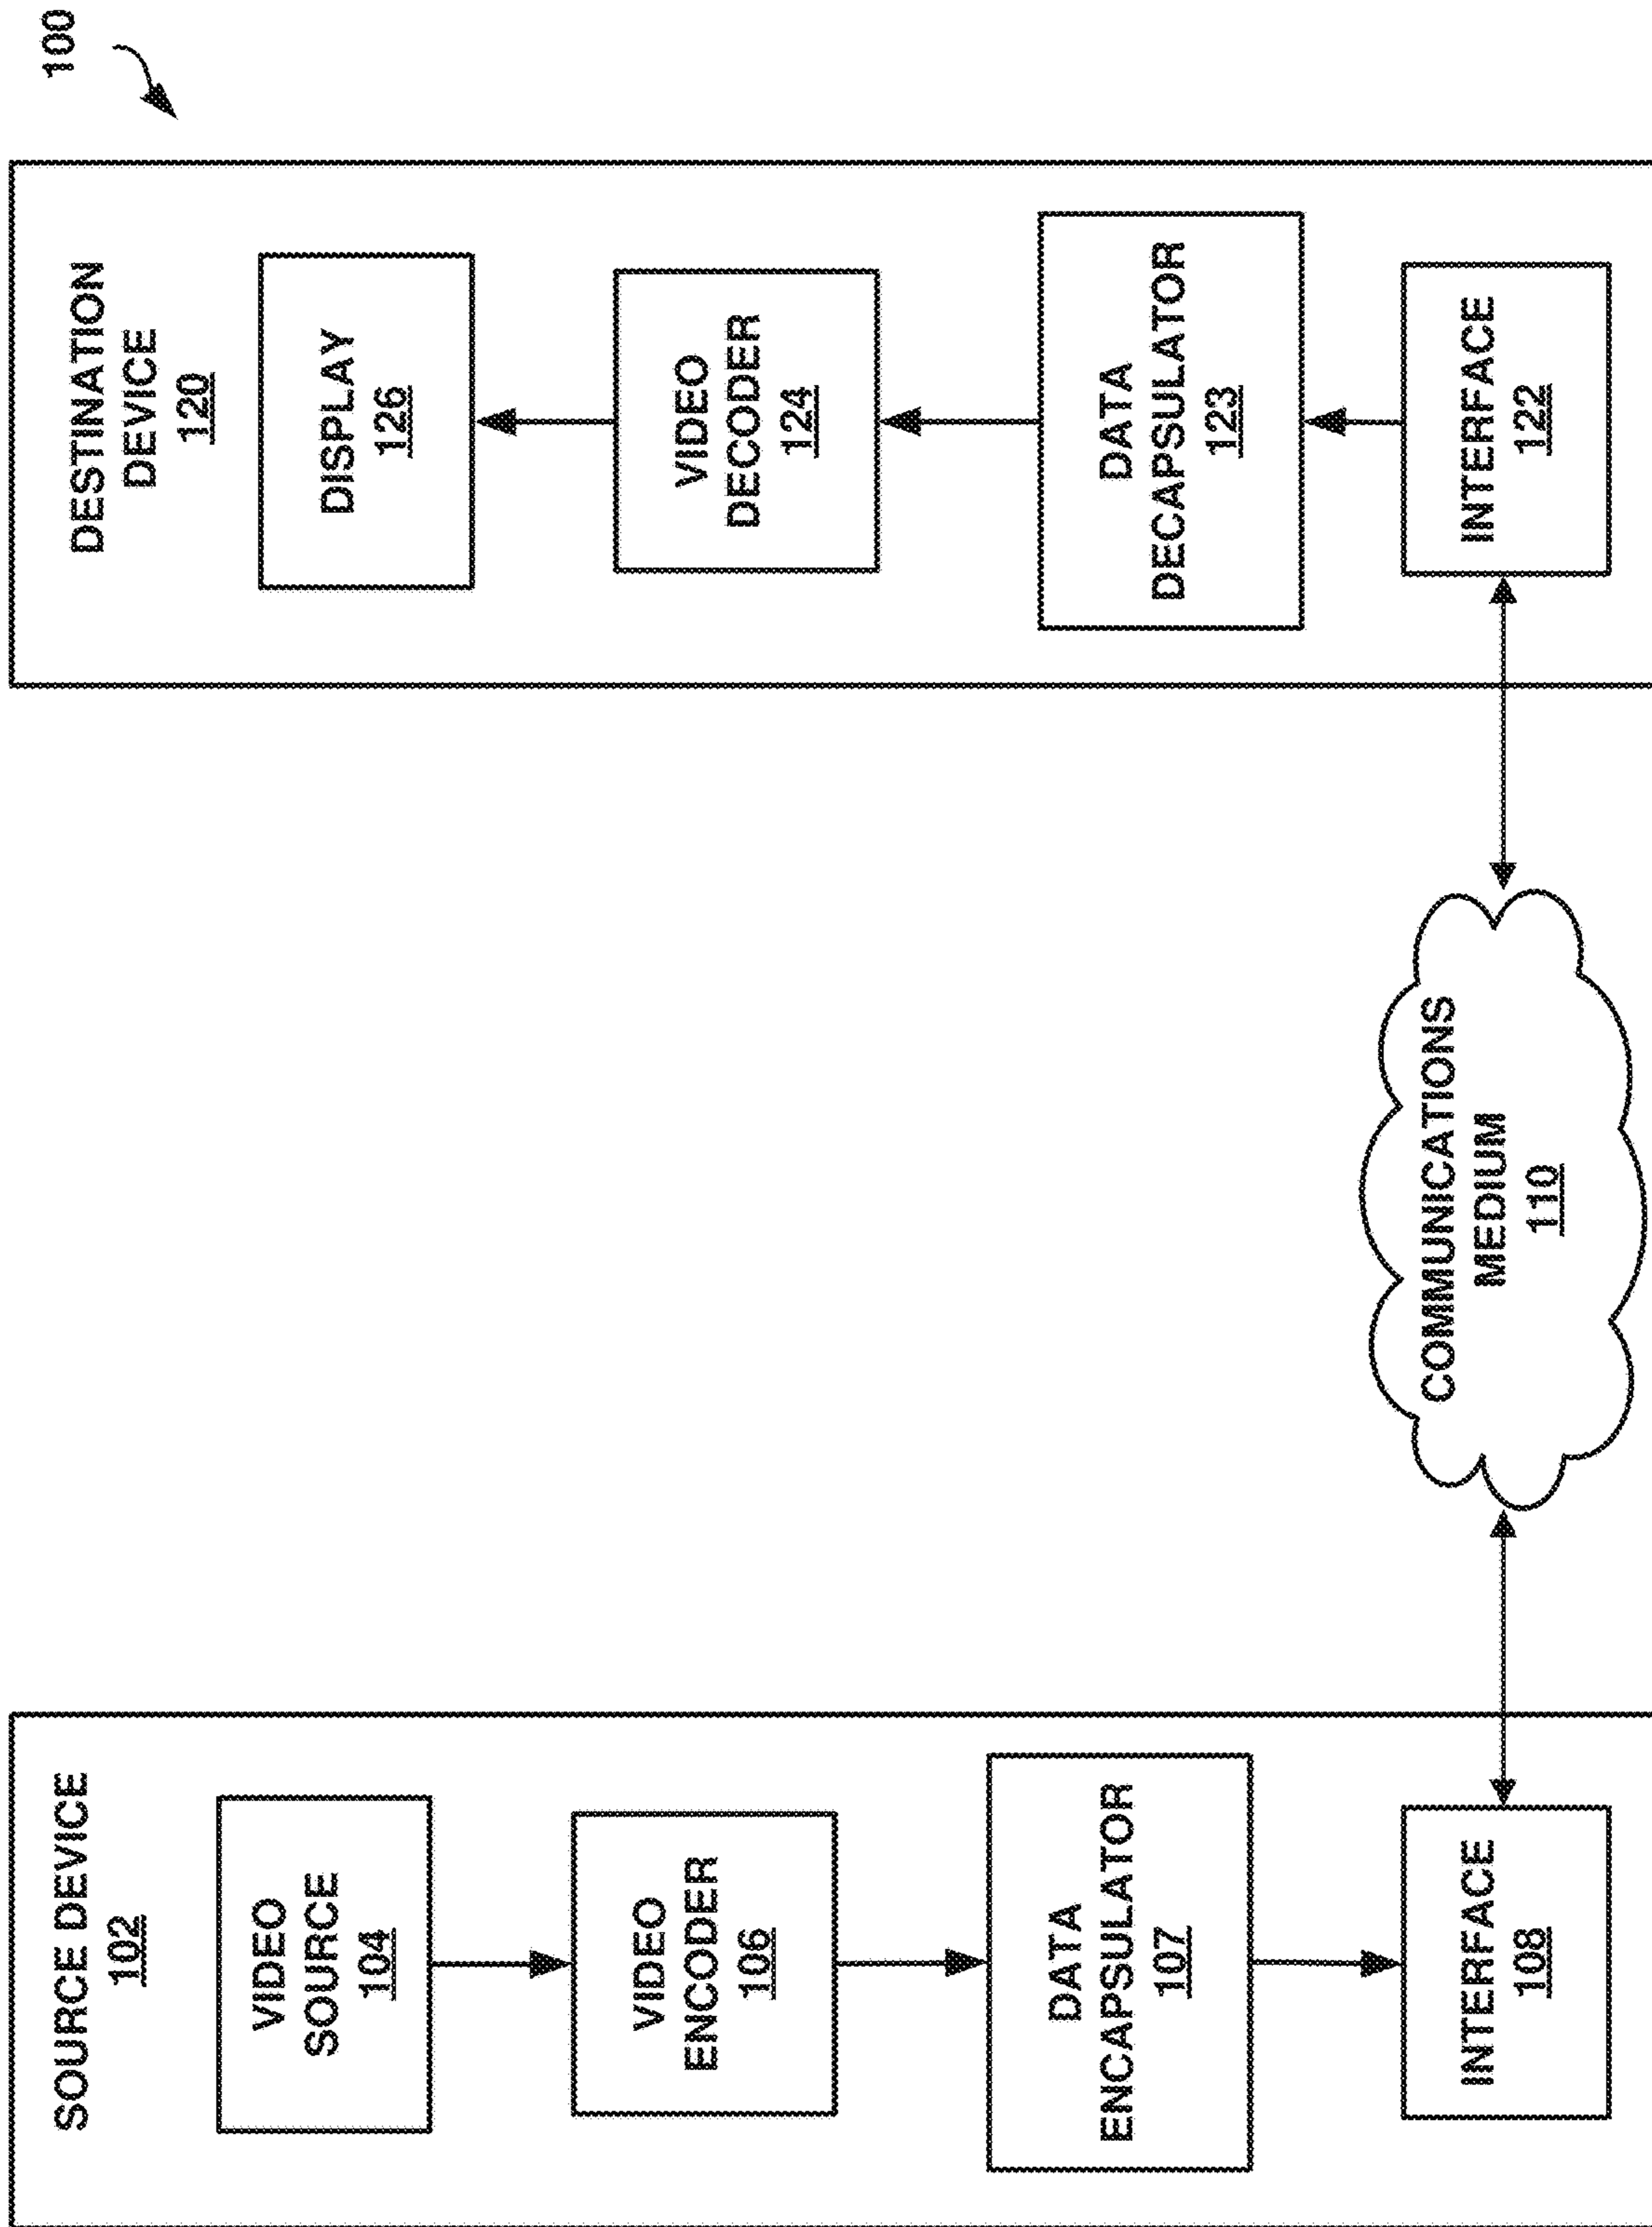 100
SOURCE DEVICE
102
VIDEO
SOURCE
104
VIDEO
ENCODER
106
DATA
ENCAPSULATOR
107
INTERFACE
108
COMMUNICATIONS
MEDIUM
110
DESTINATION
DEVICE
120
DISPLAY
126
VIDEO
DECODER
124
DATA
DECAPSULATOR
123
INTERFACE
122